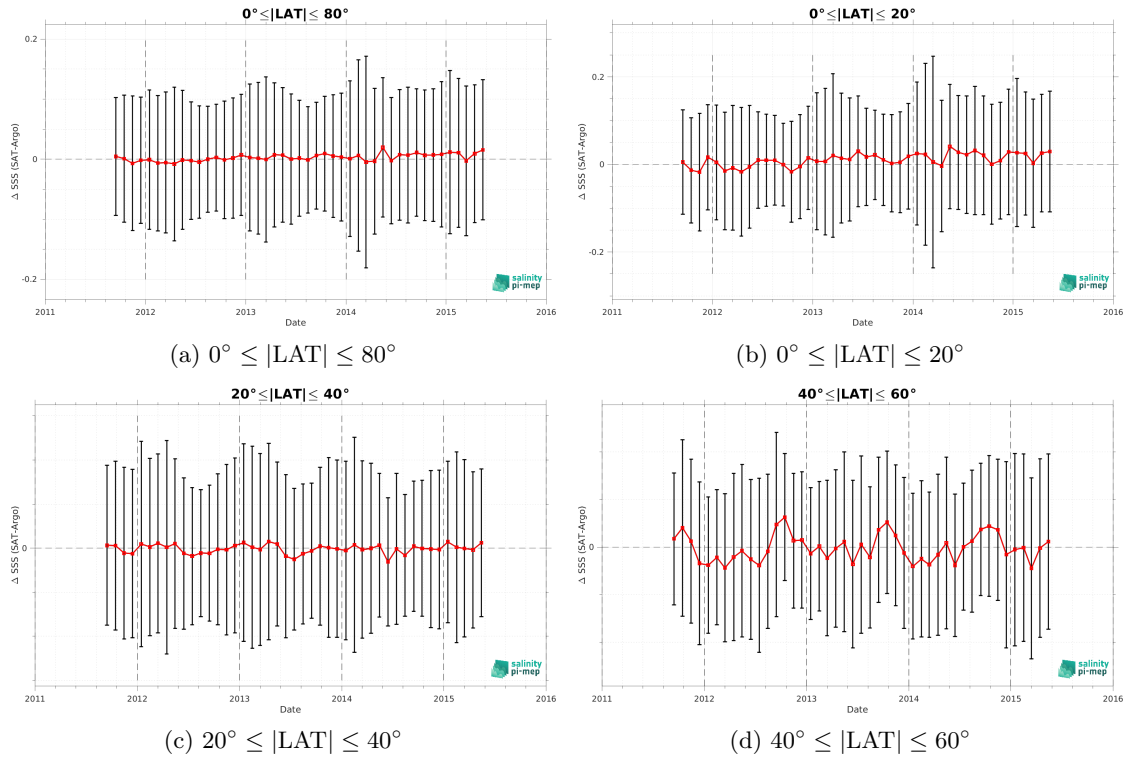 0°≤|LAT|≤ 80°
0.2
0
-0.2
Δ SSS (SAT-Argo)
2011 2012 2013 2014 2015 2016
Date
salinity
pi-mep
(a) 0° ≤ |LAT| ≤ 80°
0°≤|LAT|≤ 20°
0.2
0
-0.2
Δ SSS (SAT-Argo)
2011 2012 2013 2014 2015 2016
Date
salinity
pi-mep
(b) 0° ≤ |LAT| ≤ 20°
20°≤|LAT|≤ 40°
0
Δ SSS (SAT-Argo)
2011 2012 2013 2014 2015 2016
Date
salinity
pi-mep
(c) 20° ≤ |LAT| ≤ 40°
40°≤|LAT|≤ 60°
0
Δ SSS (SAT-Argo)
2011 2012 2013 2014 2015 2016
Date
salinity
pi-mep
(d) 40° ≤ |LAT| ≤ 60°